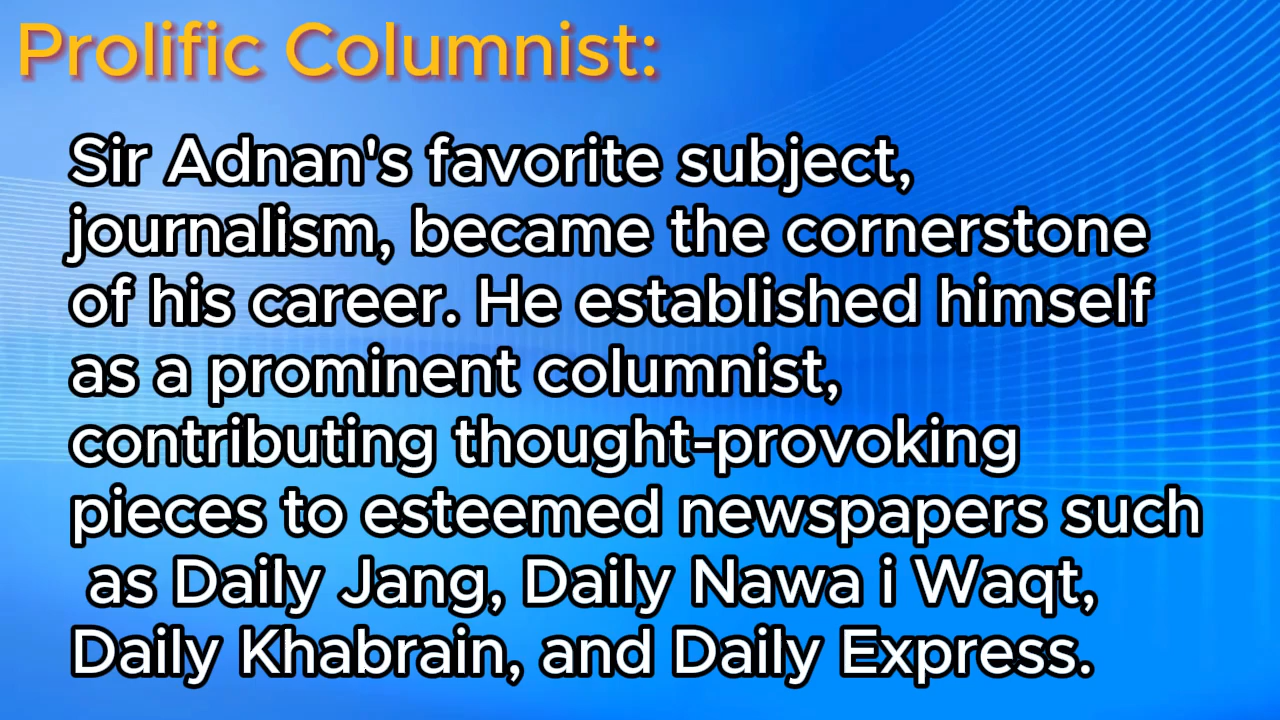 Prolific Columnist:
Sir Adnan's favorite subject,
journalism, became the cornerstone
of his career. He established himself
as a prominent columnist,
contributing thought-provoking
pieces to esteemed newspapers such
as Daily Jang, Daily Nawa i Waqt,
Daily Khabrain, and Daily Express.